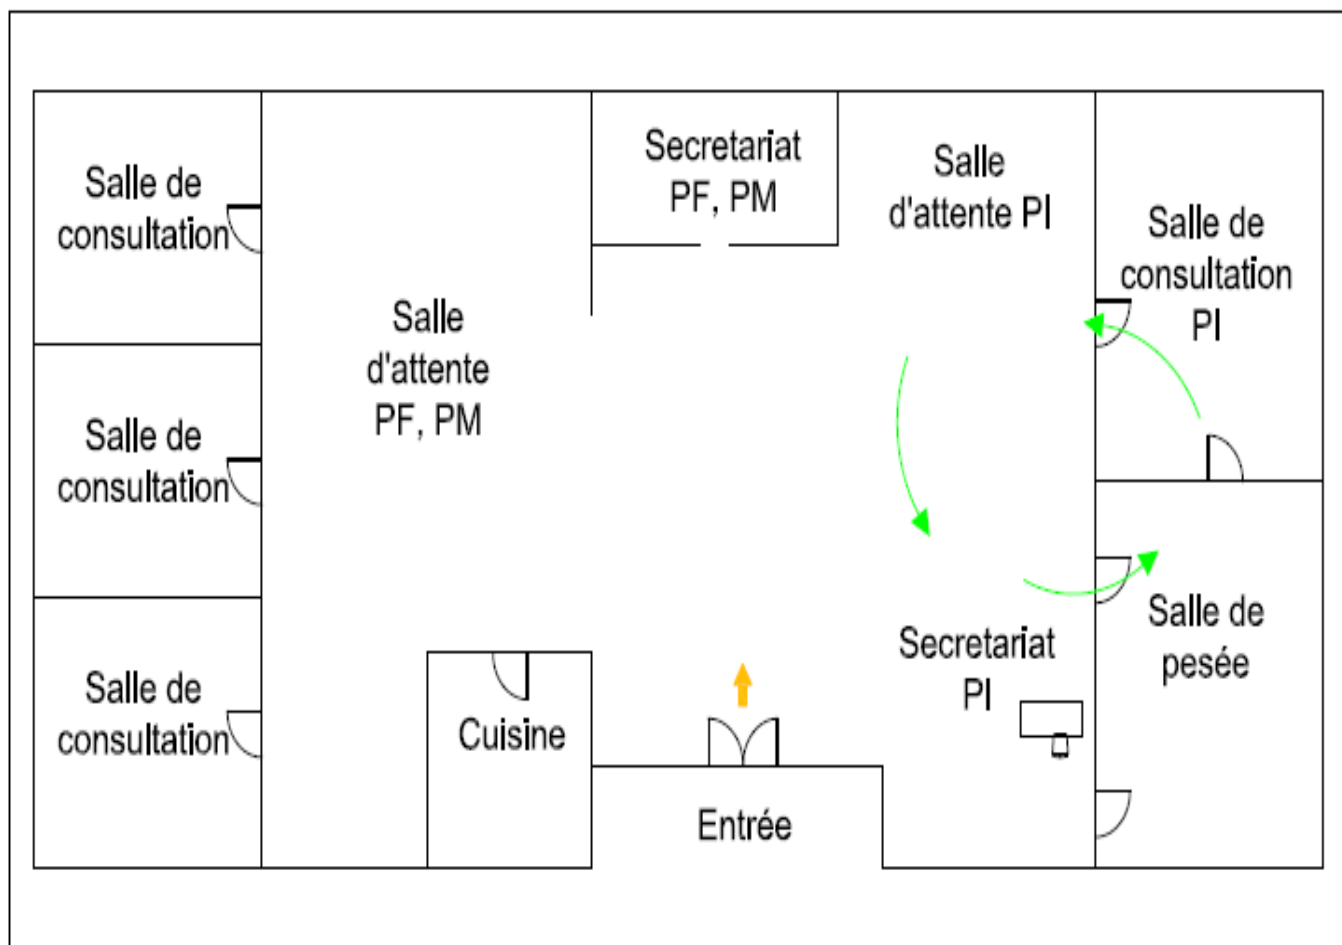 Salle de
consultation
Salle de
consultation
Salle de
consultation
Salle
d'attente
PF, PM
Cuisine
Secretariat
PF, PM
Entrée
Salle
d'attente PI
Secretariat
PI
Salle de
consultation
PI
Salle de
pesée